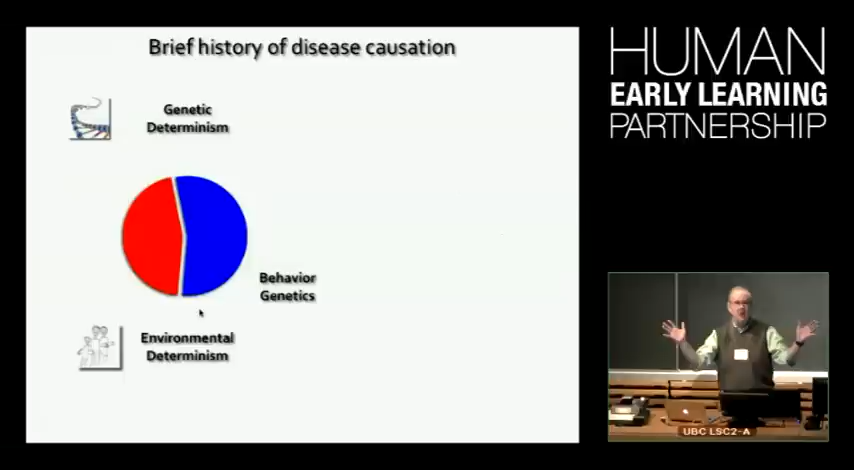 Brief history of disease causation
Genetic
Determinism
Behavior
Genetics
Environmental
Determinism
HUMAN
EARLY LEARNING
PARTNERSHIP
UBC LSC2-A